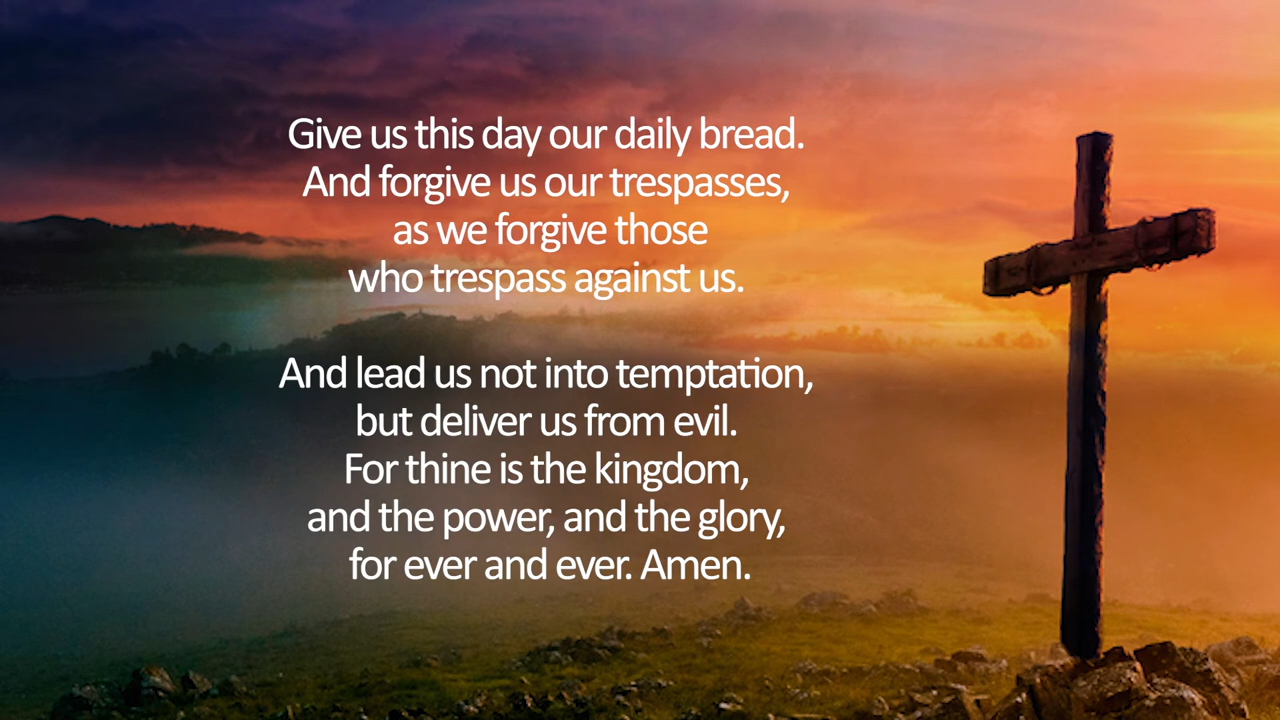 Give us this day our daily bread.
And forgive us our trespasses,
as we forgive those
who trespass against us.
And lead us not into temptation,
but deliver us from evil.
For thine is the kingdom,
and the power, and the glory,
for ever and ever. Amen.